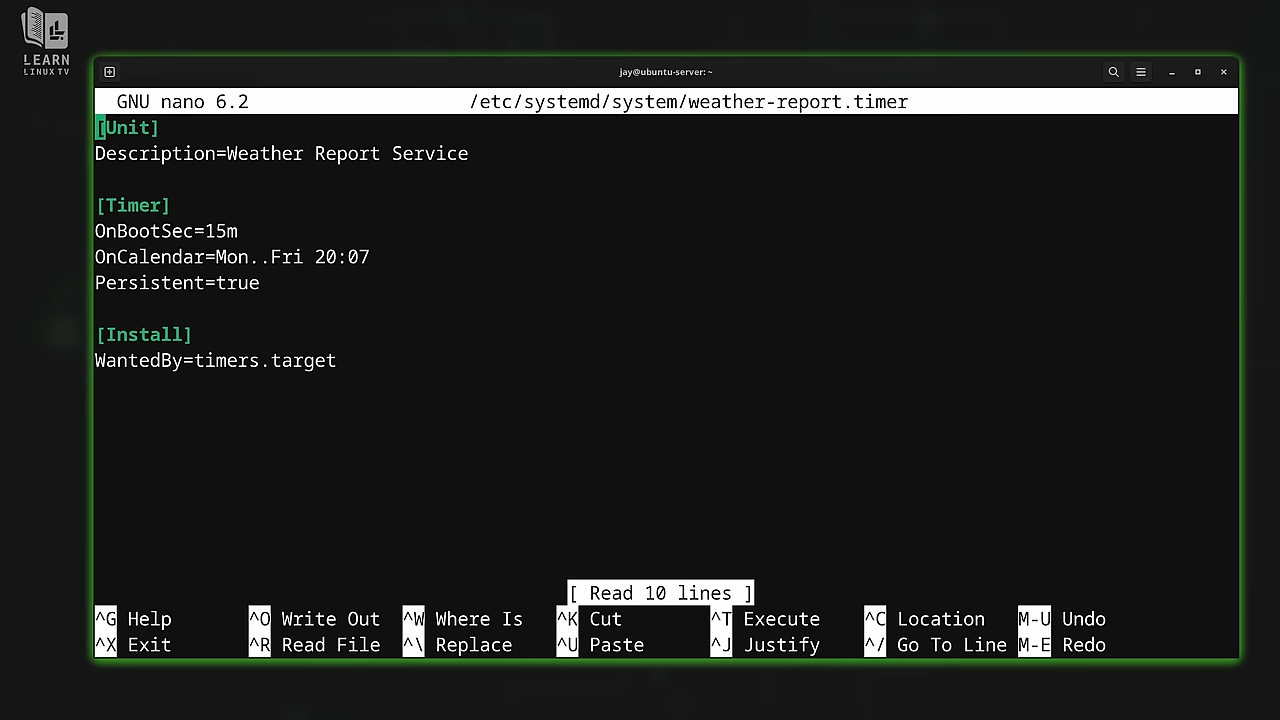 LEARN
LINUX TV
jay@ubuntu-server: ~
GNU nano 6.2 /etc/systemd/system/weather-report.timer
[Unit]
Description=Weather Report Service
[Timer]
OnBootSec=15m
OnCalendar=Mon..Fri 20:07
Persistent=true
[Install]
WantedBy=timers.target
[ Read 10 lines ]
^G Help ^O Write Out ^W Where Is ^K Cut ^T Execute ^C Location M-U Undo
^X Exit ^R Read File ^\ Replace ^U Paste ^J Justify ^/ Go To Line M-E Redo